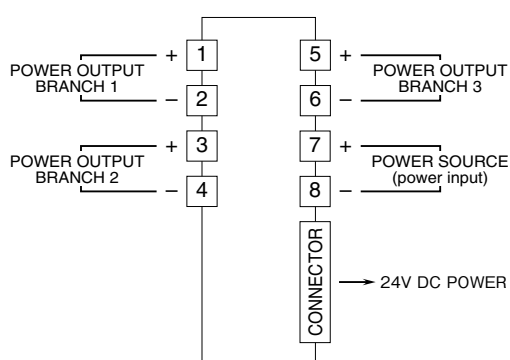 + 1
POWER OUTPUT
BRANCH 1
− 2
+ 3
POWER OUTPUT
BRANCH 2
− 4
5 +
POWER OUTPUT
BRANCH 3
6 −
7 +
POWER SOURCE
(power input)
8 −
CONNECTOR
24V DC POWER